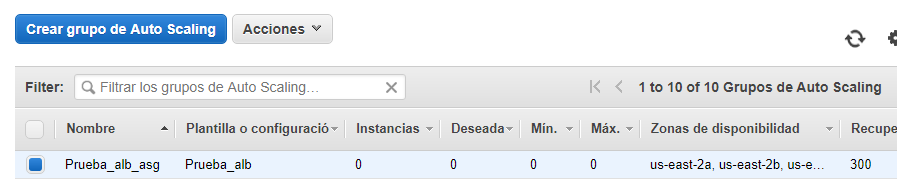 Crear grupo de Auto Scaling Acciones
Filter: Filtrar los grupos de Auto Scaling... 1 to 10 of 10 Grupos de Auto Scaling
Nombre Plantilla o configuració Instancias Deseada Mín. Máx. Zonas de disponibilidad Recupe
Prueba_alb_asg Prueba_alb 0 0 0 0 us-east-2a, us-east-2b, us-e... 300